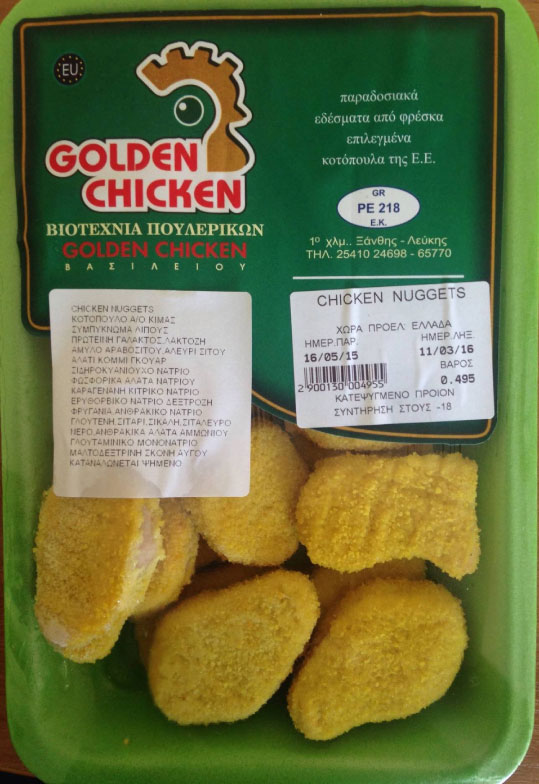 EU
GOLDEN
CHICKEN
ΒΙΟΤΕΧΝΙΑ ΠΟΥΛΕΡΙΚΩΝ
GOLDEN CHICKEN
ΒΑΣΙΛΕΙΟΥ
παραδοσιακά
εδέσματα από φρέσκα
επιλεγμένα
κοτόπουλα της Ε.Ε.
GR
PE 218
E.K.
1º χλμ.. Ξάνθης - Λεύκης
ΤΗΛ. 25410 24698 - 65770
CHICKEN NUGGETS
ΚΟΤΟΠΟΥΛΟ Α/Ο ΚΙΜΑΣ
ΣΥΜΠΥΚΝΩΜΑ ΛΙΠΟΥΣ
ΠΡΩΤΕΙΝΗ ΓΑΛΑΚΤΟΣ,ΛΑΚΤΟΖΗ
ΑΜΥΛΟ ΑΡΑΒΟΣΙΤΟΥ,ΑΛΕΥΡΙ ΣΙΤΟΥ
ΑΛΑΤΙ ΚΟΜΜΙ ΓΚΟΥΑΡ
ΣΙΔΗΡΟΚΥΑΝΙΟΥΧΟ ΝΑΤΡΙΟ
ΦΩΣΦΟΡΙΚΑ ΑΛΑΤΑ ΝΑΤΡΙΟΥ
ΚΑΡΑΓΕΝΑΝΗ ΚΙΤΡΙΚΟ ΝΑΤΡΙΟ
ΕΡΥΘΟΡΒΙΚΟ ΝΑΤΡΙΟ ΔΕΞΤΡΟΖΗ
ΦΡΥΓΑΝΙΑ,ΑΝΘΡΑΚΙΚΟ ΝΑΤΡΙΟ
ΓΛΟΥΤΕΝΗ,ΣΙΤΑΡΙ,ΣΙΚΑΛΗ,ΣΙΤΑΛΕΥΡΟ
ΝΕΡΟ,ΑΝΘΡΑΚΙΚΑ ΑΛΑΤΑ ΑΜΜΩΝΙΟΥ
ΓΛΟΥΤΑΜΙΝΙΚΟ ΜΟΝΟΝΑΤΡΙΟ
ΜΑΛΤΟΔΕΞΤΡΙΝΗ ΣΚΟΝΗ ΑΥΓΟΥ
ΚΑΤΑΝΑΛΩΝΕΤΑΙ ΨΗΜΕΝΟ
CHICKEN NUGGETS
ΧΩΡΑ ΠΡΟΕΛ: ΕΛΛΑΔΑ
ΗΜΕΡ.ΠΑΡ. ΗΜΕΡ.ΛΗΞ.
16/05/15 11/03/16
ΒΑΡΟΣ
0.495
2 900130 004955
ΚΑΤΕΨΥΓΜΕΝΟ ΠΡΟΙΟΝ
ΣΥΝΤΗΡΗΣΗ ΣΤΟΥΣ -18